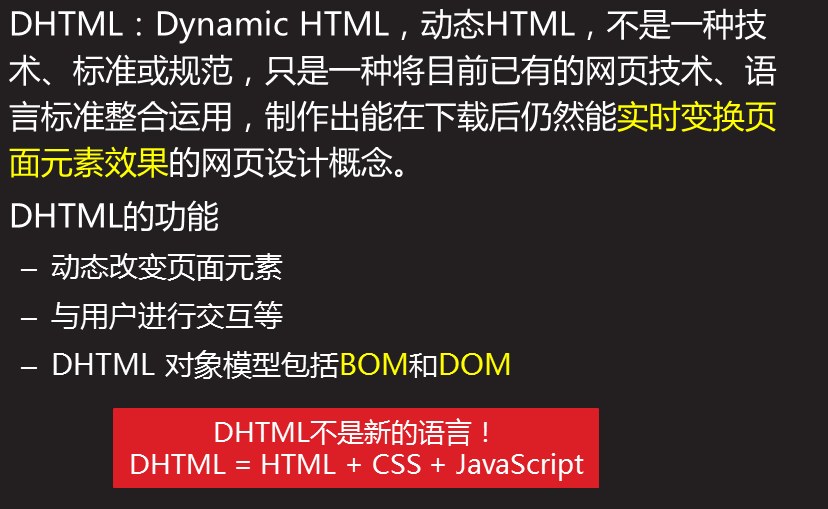 DHTML：Dynamic HTML，动态HTML，不是一种技
术、标准或规范，只是一种将目前已有的网页技术、语
言标准整合运用，制作出能在下载后仍然能实时变换页
面元素效果的网页设计概念。
DHTML的功能
– 动态改变页面元素
– 与用户进行交互等
– DHTML 对象模型包括BOM和DOM
DHTML不是新的语言！
DHTML = HTML + CSS + JavaScript